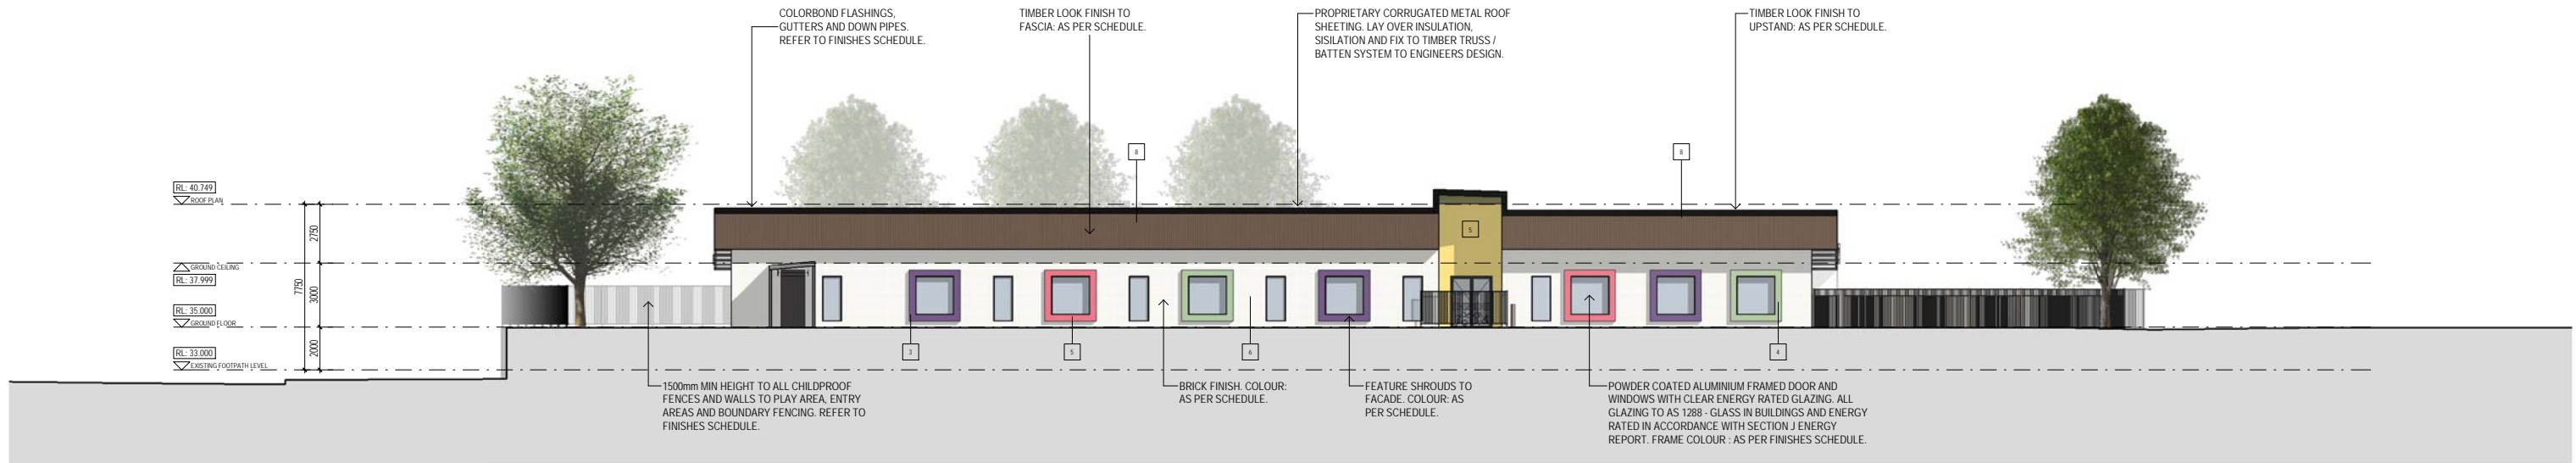 COLORBOND FLASHINGS,
GUTTERS AND DOWN PIPES.
REFER TO FINISHES SCHEDULE.
TIMBER LOOK FINISH TO
FASCIA: AS PER SCHEDULE.
PROPRIETARY CORRUGATED METAL ROOF
SHEETING. LAY OVER INSULATION,
SISILATION AND FIX TO TIMBER TRUSS /
BATTEN SYSTEM TO ENGINEERS DESIGN.
TIMBER LOOK FINISH TO
UPSTAND: AS PER SCHEDULE.
8
8
RL: 40.749
ROOF PLAN
5
2750
GROUND CEILING
RL: 37.999
7750
3000
RL: 35.000
GROUND FLOOR
2000
RL: 33.000
EXISTING FOOTPATH LEVEL
3
5
6
4
1500mm MIN HEIGHT TO ALL CHILDPROOF
FENCES AND WALLS TO PLAY AREA, ENTRY
AREAS AND BOUNDARY FENCING. REFER TO
FINISHES SCHEDULE.
BRICK FINISH. COLOUR:
AS PER SCHEDULE.
FEATURE SHROUDS TO
FACADE. COLOUR: AS
PER SCHEDULE.
POWDER COATED ALUMINIUM FRAMED DOOR AND
WINDOWS WITH CLEAR ENERGY RATED GLAZING. ALL
GLAZING TO AS 1288 - GLASS IN BUILDINGS AND ENERGY
RATED IN ACCORDANCE WITH SECTION J ENERGY
REPORT. FRAME COLOUR : AS PER FINISHES SCHEDULE.